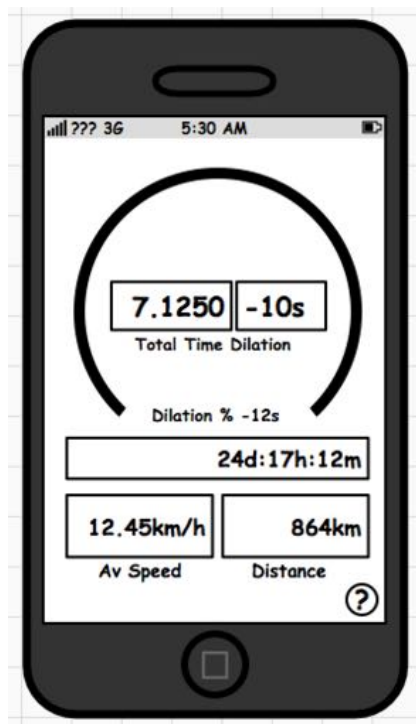 ??? 3G 5:30 AM
7.1250 -10s
Total Time Dilation
Dilation % -12s
24d:17h:12m
12.45km/h 864km
Av Speed Distance
?